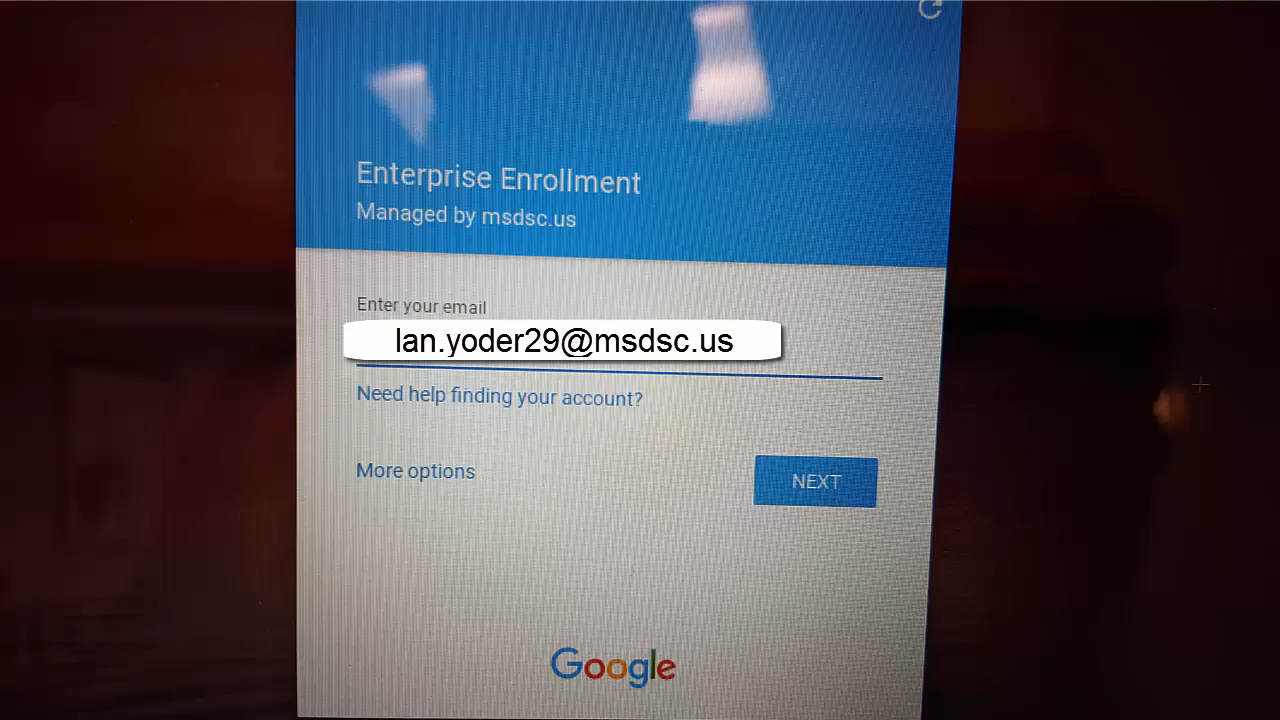 Enterprise Enrollment
Managed by msdsc.us
Enter your email
lan.yoder29@msdsc.us
Need help finding your account?
More options
NEXT
Google